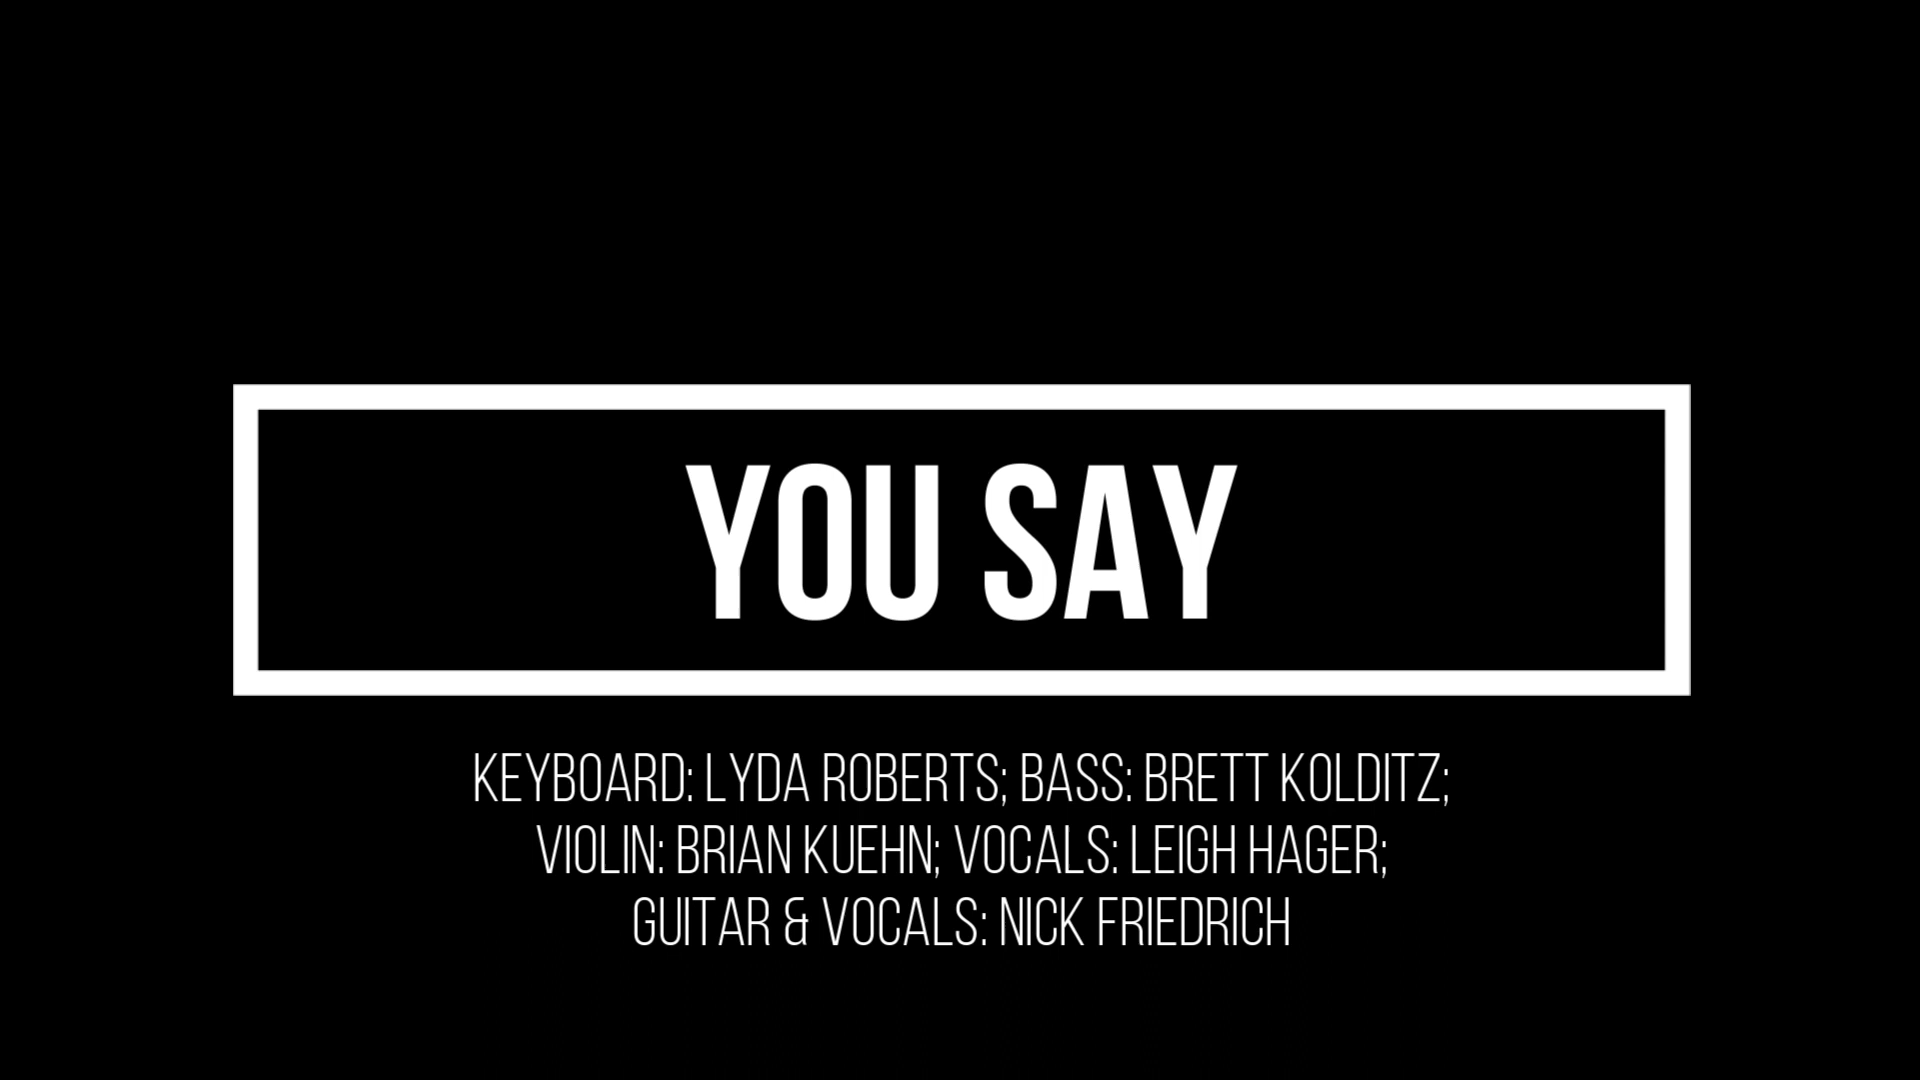 YOU SAY
KEYBOARD: LYDA ROBERTS; BASS: BRETT KOLDITZ;
VIOLIN: BRIAN KUEHN; VOCALS: LEIGH HAGER;
GUITAR & VOCALS: NICK FRIEDRICH